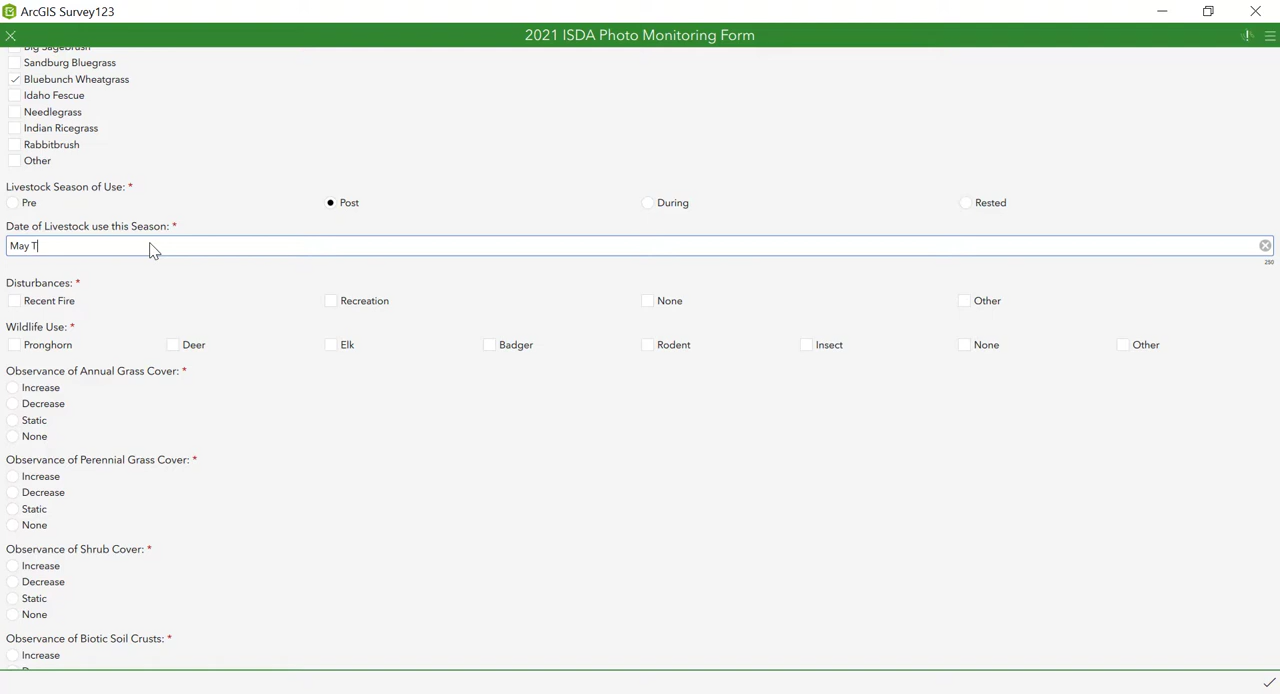 ArcGIS Survey123
2021 ISDA Photo Monitoring Form
Big Sagebrush
Sandburg Bluegrass
Bluebunch Wheatgrass
Idaho Fescue
Needlegrass
Indian Ricegrass
Rabbitbrush
Other
Livestock Season of Use: *
Pre Post During Rested
Date of Livestock use this Season: *
May T
250
Disturbances: *
Recent Fire Recreation None Other
Wildlife Use: *
Pronghorn Deer Elk Badger Rodent Insect None Other
Observance of Annual Grass Cover: *
Increase
Decrease
Static
None
Observance of Perennial Grass Cover: *
Increase
Decrease
Static
None
Observance of Shrub Cover: *
Increase
Decrease
Static
None
Observance of Biotic Soil Crusts: *
Increase